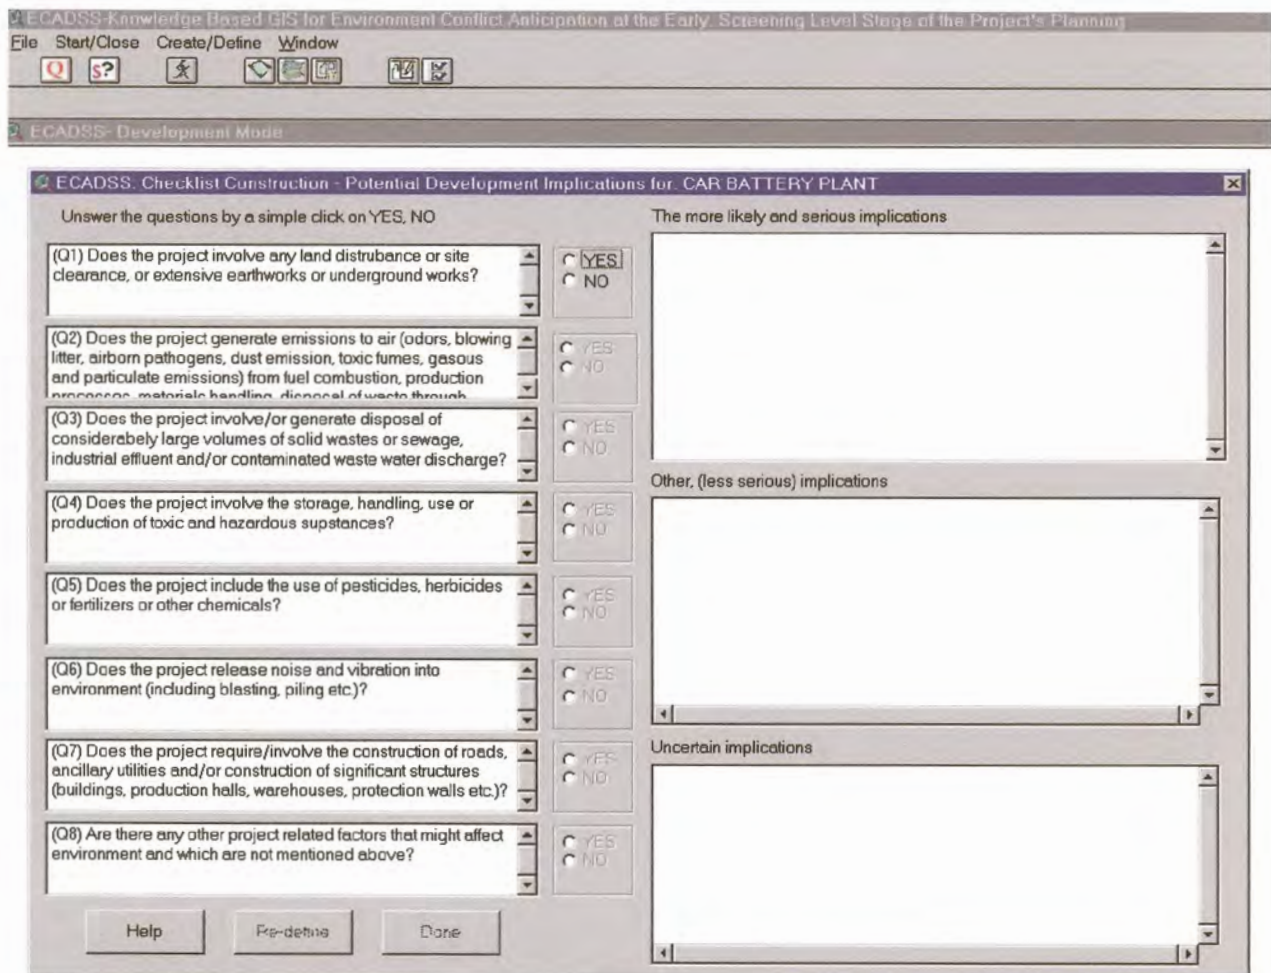 ECADSS-Knowledge Based GIS for Environment Conflict Anticipation at the Early, Screening Level Stage of the Project's Planning
File Start/Close Create/Define Window
Q $?
ECADSS- Development Mode
ECADSS. Checklist Construction - Potential Development Implications for. CAR BATTERY PLANT
Unswer the questions by a simple click on YES, NO
(Q1) Does the project involve any land distrubance or site
clearance, or extensive earthworks or underground works?
YES
NO
(Q2) Does the project generate emissions to air (odors, blowing
litter, airborn pathogens, dust emission, toxic fumes, gasous
and particulate emissions) from fuel combustion, production
processes, materials handling, disposal of waste through
YES
NO
(Q3) Does the project involve/or generate disposal of
considerabely large volumes of solid wastes or sewage,
industrial effluent and/or contaminated waste water discharge?
YES
NO
(Q4) Does the project involve the storage, handling, use or
production of toxic and hazardous supstances?
YES
NO
(Q5) Does the project include the use of pesticides, herbicides
or fertilizers or other chemicals?
YES
NO
(Q6) Does the project release noise and vibration into
environment (including blasting, piling etc.)?
YES
NO
(Q7) Does the project require/involve the construction of roads,
ancillary utilities and/or construction of significant structures
(buildings, production halls, warehouses, protection walls etc.)?
YES
NO
(Q8) Are there any other project related factors that might affect
environment and which are not mentioned above?
YES
NO
Help Re-define Done
The more likely and serious implications
Other, (less serious) implications
Uncertain implications